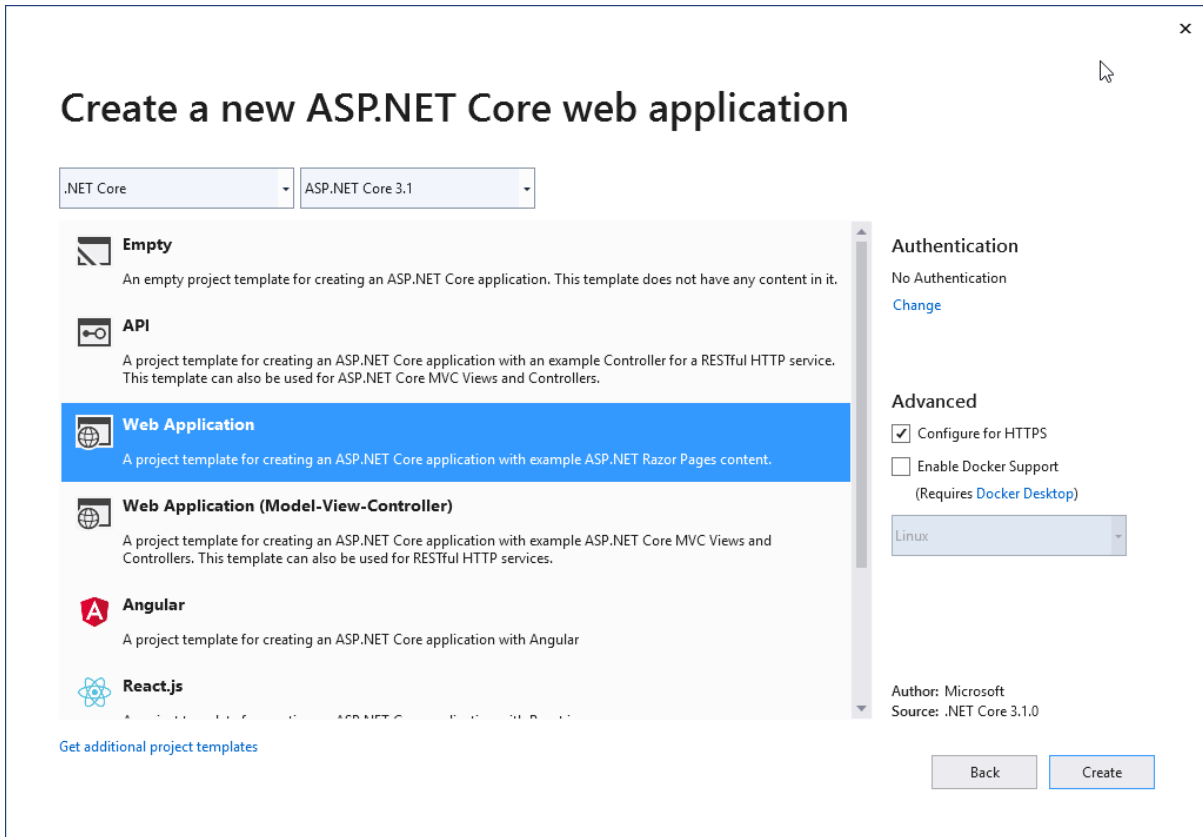 Create a new ASP.NET Core web application
.NET Core
ASP.NET Core 3.1
Empty
An empty project template for creating an ASP.NET Core application. This template does not have any content in it.
API
A project template for creating an ASP.NET Core application with an example Controller for a RESTful HTTP service.
This template can also be used for ASP.NET Core MVC Views and Controllers.
Web Application
A project template for creating an ASP.NET Core application with example ASP.NET Razor Pages content.
Web Application (Model-View-Controller)
A project template for creating an ASP.NET Core application with example ASP.NET Core MVC Views and
Controllers. This template can also be used for RESTful HTTP services.
Angular
A project template for creating an ASP.NET Core application with Angular
React.js
Get additional project templates
Authentication
No Authentication
Change
Advanced
Configure for HTTPS
Enable Docker Support
(Requires Docker Desktop)
Linux
Author: Microsoft
Source: .NET Core 3.1.0
Back
Create